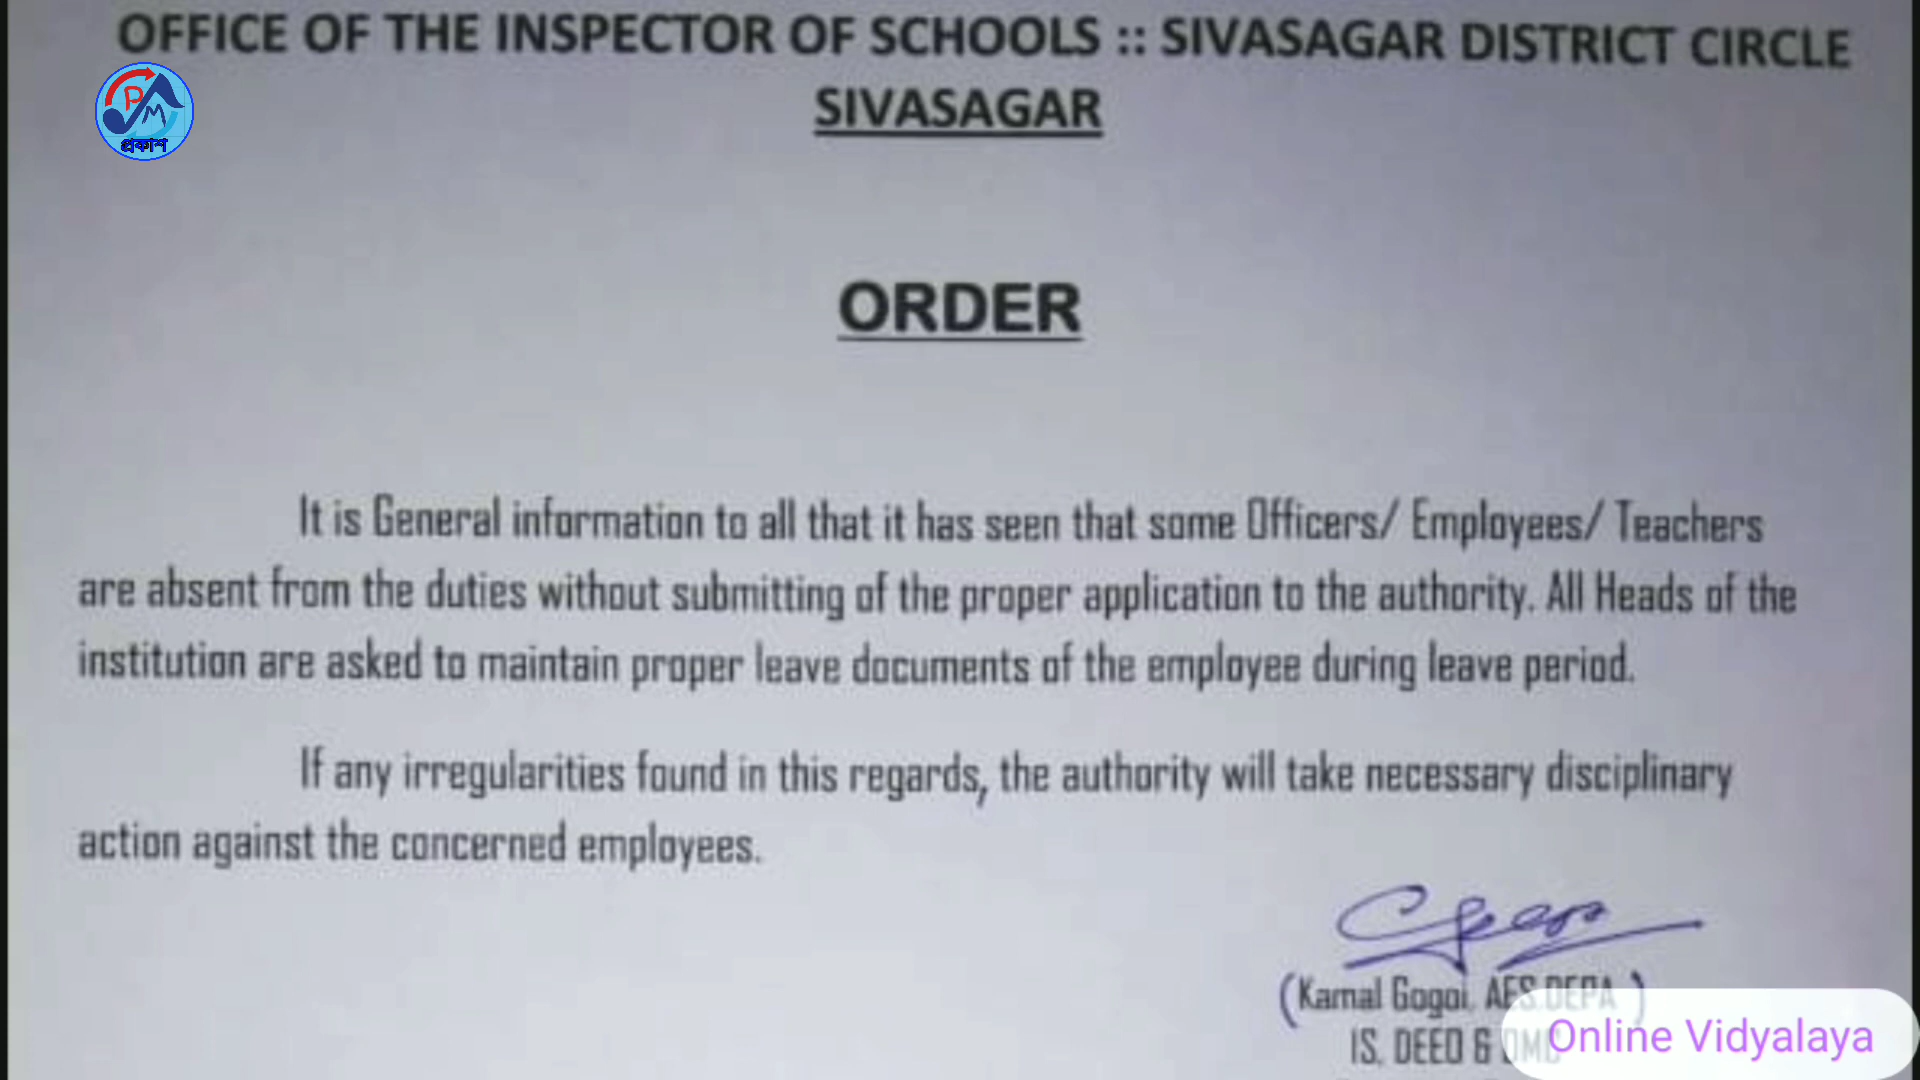 OFFICE OF THE INSPECTOR OF SCHOOLS :: SIVASAGAR DISTRICT CIRCLE
SIVASAGAR
PM
প্ৰকাশ
ORDER
It is General information to all that it has seen that some Officers/ Employees/ Teachers
are absent from the duties without submitting of the proper application to the authority. All Heads of the
institution are asked to maintain proper leave documents of the employee during leave period.
If any irregularities found in this regards, the authority will take necessary disciplinary
action against the concerned employees.
(Kamal Gogoi, AES.DEPA )
IS, DEEO &
Online Vidyalaya